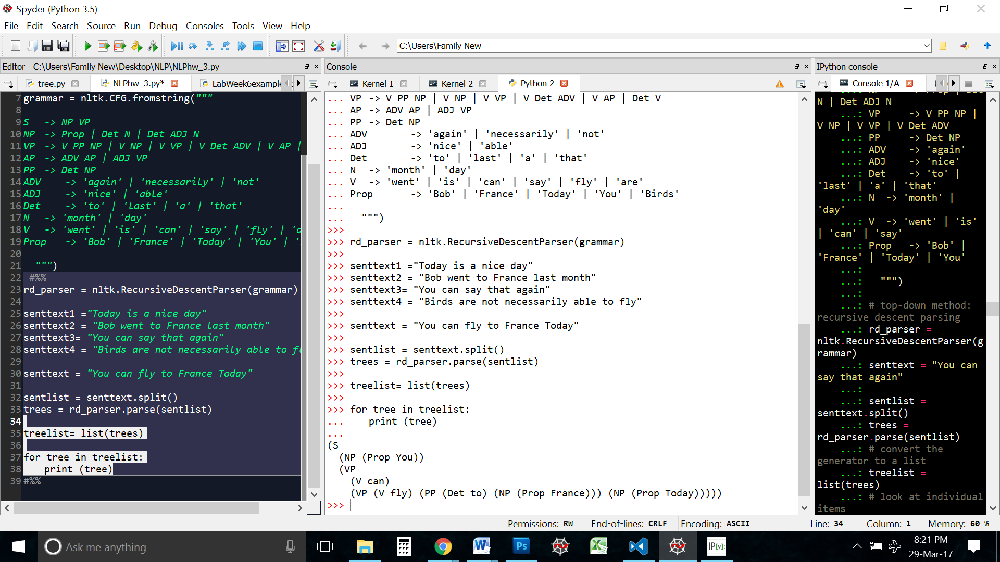 Spyder (Python 3.5)
File Edit Search Source Run Debug Consoles Tools View Help
C:\Users\Family New
Editor - C:\Users\Family New\Desktop\NLP\NLPhw_3.py
tree.py NLPhw_3.py* LabWeek6example
7 grammar = nltk.CFG.fromstring("""
8
9 S -> NP VP
10 NP -> Prop | Det N | Det ADJ N
11 VP -> V PP NP | V NP | V VP | V Det ADV | V AP |
12 AP -> ADV AP | ADJ VP
13 PP -> Det NP
14 ADV -> 'again' | 'necessarily' | 'not'
15 ADJ -> 'nice' | 'able'
16 Det -> 'to' | 'last' | 'a' | 'that'
17 N -> 'month' | 'day'
18 V -> 'went' | 'is' | 'can' | 'say' | 'fly' | '
19 Prop -> 'Bob' | 'France' | 'Today' | 'You' | '
20
21 """)
22 #%%
23 rd_parser = nltk.RecursiveDescentParser(grammar)
24
25 senttext1 ="Today is a nice day"
26 senttext2 = "Bob went to France last month"
27 senttext3= "You can say that again"
28 senttext4 = "Birds are not necessarily able to f
29
30 senttext = "You can fly to France Today"
31
32 sentlist = senttext.split()
33 trees = rd_parser.parse(sentlist)
34
35 treelist= list(trees)
36
37 for tree in treelist:
38 print (tree)
39 #%%
Console
Kernel 1 Kernel 2 Python 2
... VP -> V PP NP | V NP | V VP | V Det ADV | V AP | Det V
... AP -> ADV AP | ADJ VP
... PP -> Det NP
... ADV -> 'again' | 'necessarily' | 'not'
... ADJ -> 'nice' | 'able'
... Det -> 'to' | 'last' | 'a' | 'that'
... N -> 'month' | 'day'
... V -> 'went' | 'is' | 'can' | 'say' | 'fly' | 'are'
... Prop -> 'Bob' | 'France' | 'Today' | 'You' | 'Birds'
...
... """)
>>>
>>> rd_parser = nltk.RecursiveDescentParser(grammar)
>>>
>>> senttext1 ="Today is a nice day"
>>> senttext2 = "Bob went to France last month"
>>> senttext3= "You can say that again"
>>> senttext4 = "Birds are not necessarily able to fly"
>>>
>>> senttext = "You can fly to France Today"
>>>
>>> sentlist = senttext.split()
>>> trees = rd_parser.parse(sentlist)
>>>
>>> treelist= list(trees)
>>>
>>> for tree in treelist:
... print (tree)
...
(S
(NP (Prop You))
(VP
(V can)
(VP (V fly) (PP (Det to) (NP (Prop France))) (NP (Prop Today)))))
>>>
IPython console
Console 1/A
N | Det ADJ N
...: VP -> V PP NP |
V NP | V VP | V Det ADV
...: PP -> Det NP
...: ADV -> 'again'
...: ADJ -> 'nice'
...: Det -> 'to' |
'last' | 'a' | 'that'
...: N -> 'month' |
'day'
...: V -> 'went' | 'is'
| 'can' | 'say'
...: Prop -> 'Bob' |
'France' | 'Today' | 'You'
...:
...: """)
...:
...: # top-down method:
recursive descent parsing
...: rd_parser =
nltk.RecursiveDescentParser(g
rammar)
...: senttext = "You can
say that again"
...:
...: sentlist =
senttext.split()
...: trees =
rd_parser.parse(sentlist)
...: # convert the
generator to a list
...: treelist =
list(trees)
...: # look at individual
items
Permissions: RW End-of-lines: CRLF Encoding: ASCII Line: 34 Column: 1 Memory: 60 %
Ask me anything
Ps
IP[y]:
8:21 PM
29-Mar-17